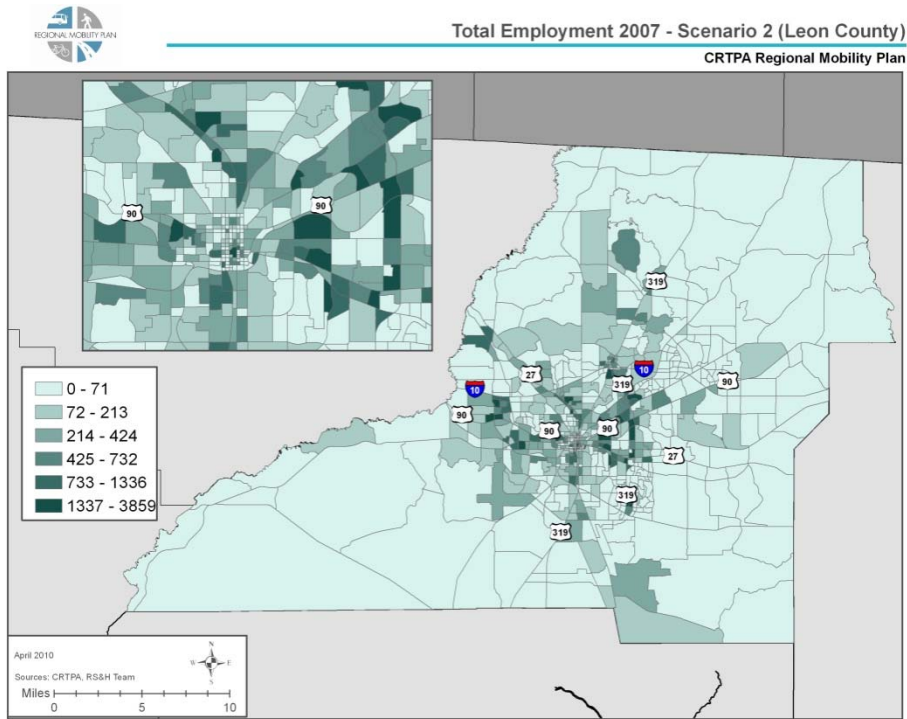 REGIONAL MOBILITY PLAN
Total Employment 2007 - Scenario 2 (Leon County)
CRTPA Regional Mobility Plan
90
90
319
0 - 71
72 - 213
214 - 424
425 - 732
733 - 1336
1337 - 3859
27
10
10
319
90
90
90
90
27
319
319
April 2010
N
W
E
S
Sources: CRTPA, RS&H Team
Miles
0
5
10